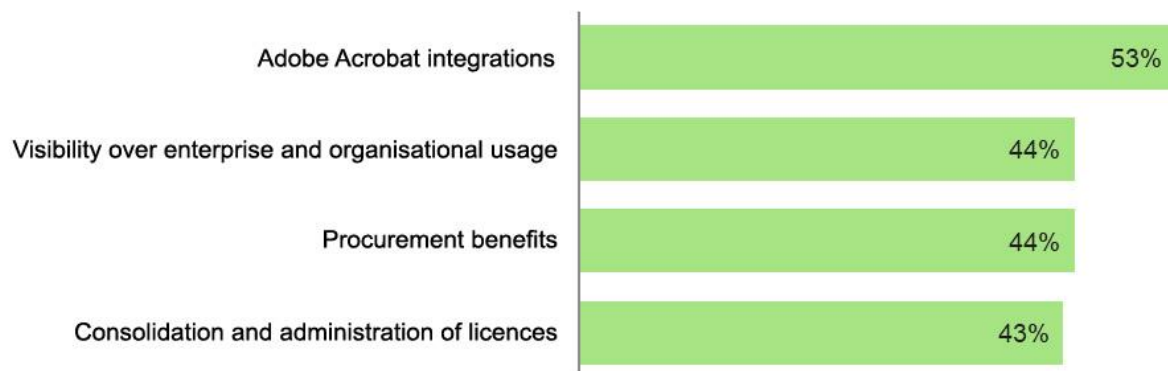 Adobe Acrobat integrations 53%
Visibility over enterprise and organisational usage 44%
Procurement benefits 44%
Consolidation and administration of licences 43%